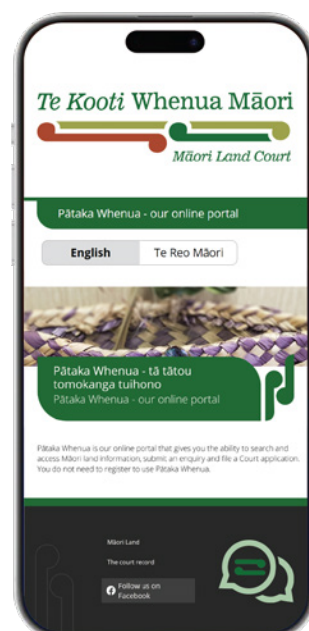 Te Kooti Whenua Māori
Māori Land Court
Pātaka Whenua - our online portal
English Te Reo Māori
Pātaka Whenua - tā tātou
tomokanga tuihono
Pātaka Whenua - our online portal
Pātaka Whenua is our online portal that gives you the ability to search and
access Māori land information, submit an enquiry and file a Court application.
You do not need to register to use Pātaka Whenua.
Māori Land
The court record
Follow us on
Facebook